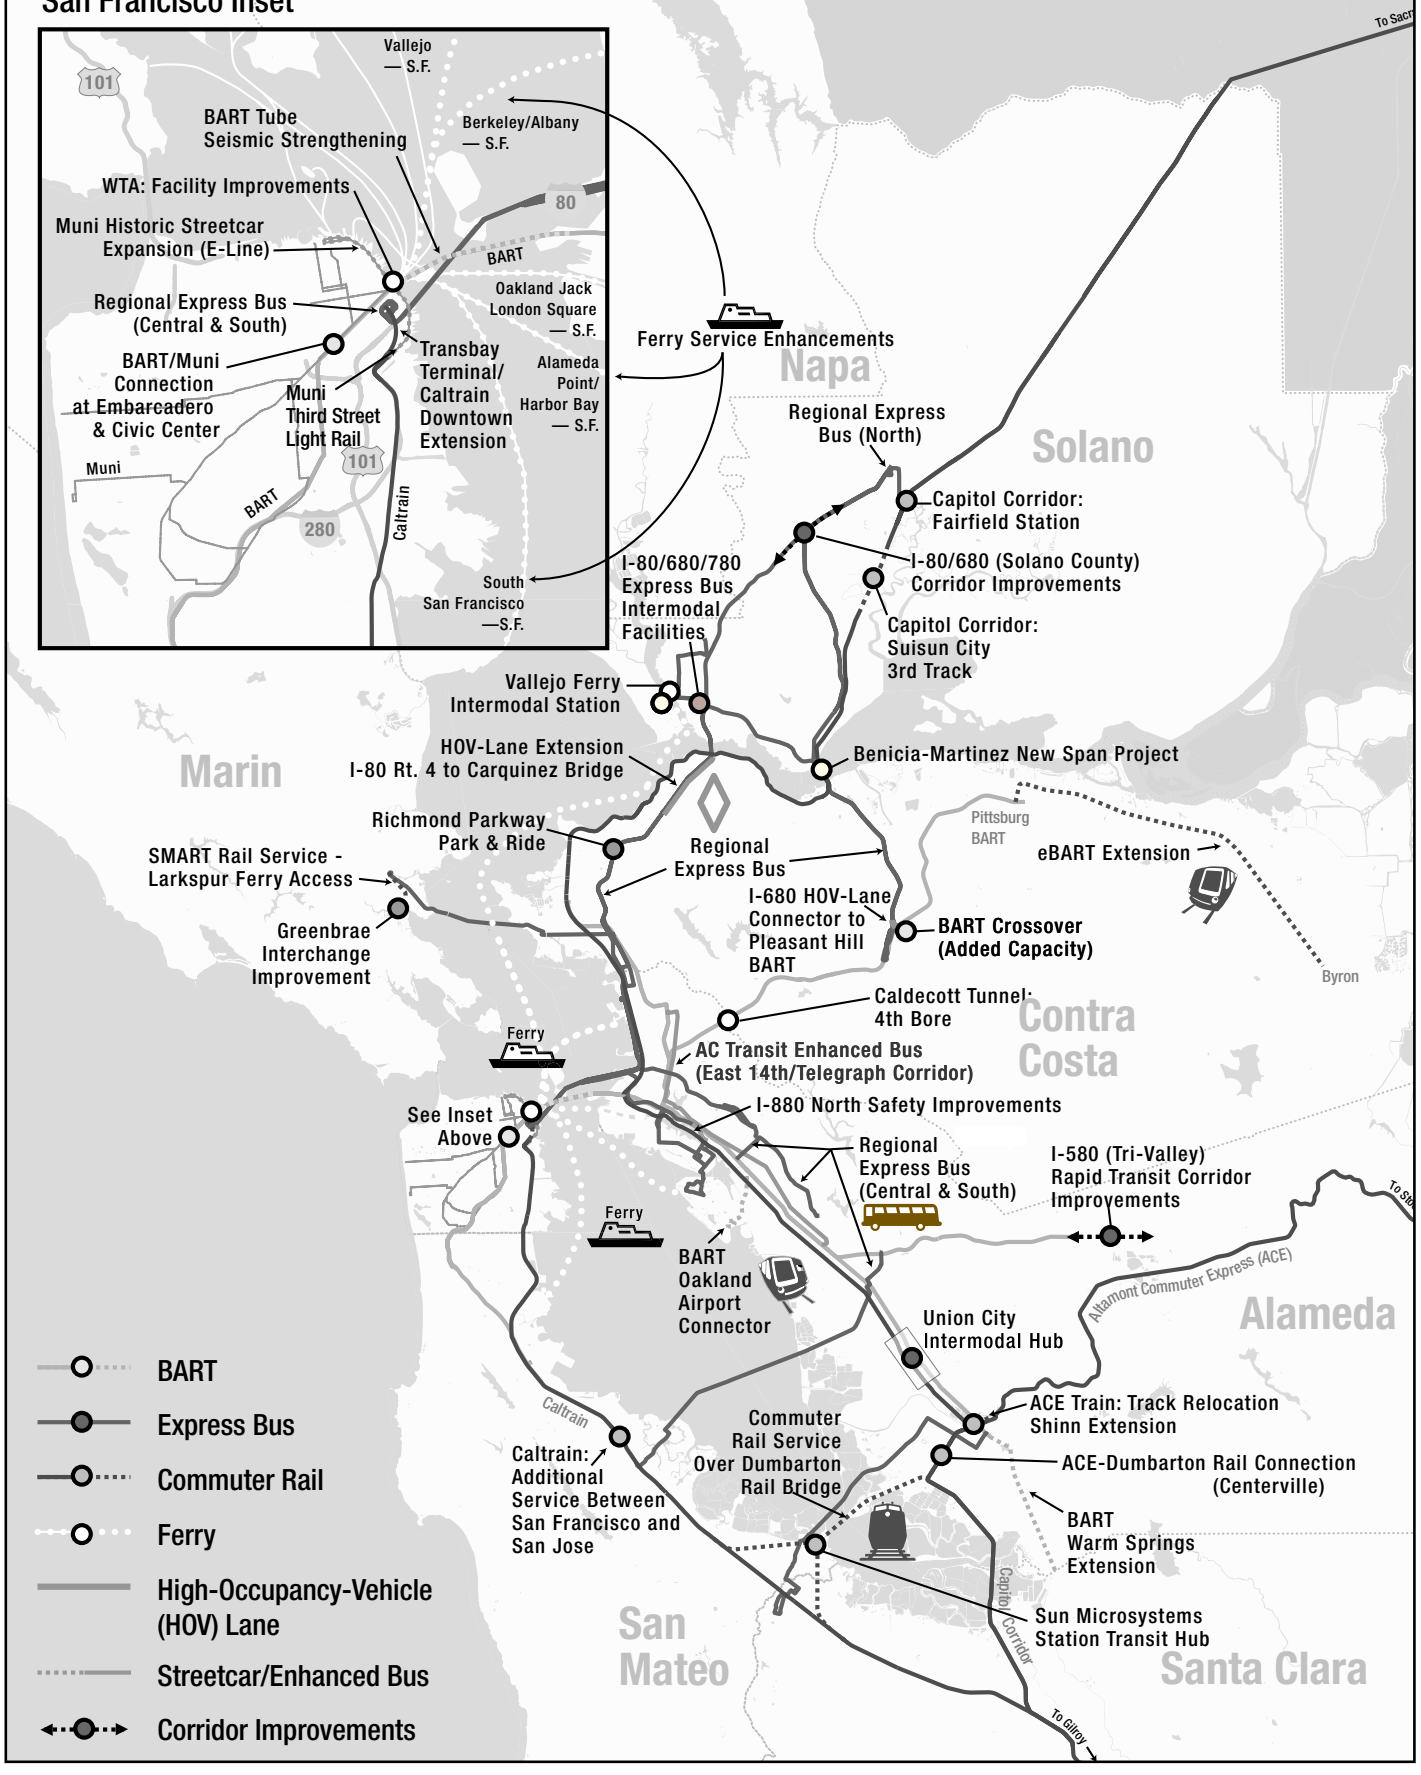 San Francisco Inset
To Sacr
Vallejo
— S.F.
101
BART Tube
Seismic Strengthening
Berkeley/Albany
— S.F.
WTA: Facility Improvements
80
Muni Historic Streetcar
Expansion (E-Line)
BART
Regional Express Bus
(Central & South)
Oakland Jack
London Square
— S.F.
BART/Muni
Connection
at Embarcadero
& Civic Center
Transbay
Terminal/
Caltrain
Downtown
Extension
Alameda
Point/
Harbor Bay
— S.F.
Muni
Third Street
Light Rail
101
Muni
BART
280
Caltrain
South
San Francisco
—S.F.
Ferry Service Enhancements
Napa
Regional Express
Bus (North)
Solano
Capitol Corridor:
Fairfield Station
I-80/680 (Solano County)
Corridor Improvements
I-80/680/780
Express Bus
Intermodal
Facilities
Capitol Corridor:
Suisun City
3rd Track
Vallejo Ferry
Intermodal Station
Marin
HOV-Lane Extension
I-80 Rt. 4 to Carquinez Bridge
Benicia-Martinez New Span Project
Richmond Parkway
Park & Ride
Pittsburg
BART
Regional
Express Bus
eBART Extension
SMART Rail Service -
Larkspur Ferry Access
I-680 HOV-Lane
Connector to
Pleasant Hill
BART
BART Crossover
(Added Capacity)
Greenbrae
Interchange
Improvement
Byron
Caldecott Tunnel:
4th Bore
Contra
Costa
Ferry
AC Transit Enhanced Bus
(East 14th/Telegraph Corridor)
See Inset
Above
I-880 North Safety Improvements
Regional
Express Bus
(Central & South)
I-580 (Tri-Valley)
Rapid Transit Corridor
Improvements
To Sto
Ferry
BART
Oakland
Airport
Connector
Altamont Commuter Express (ACE)
Alameda
Union City
Intermodal Hub
Caltrain
ACE Train: Track Relocation
Shinn Extension
Commuter
Rail Service
Over Dumbarton
Rail Bridge
Caltrain:
Additional
Service Between
San Francisco and
San Jose
ACE-Dumbarton Rail Connection
(Centerville)
BART
Warm Springs
Extension
Capitol Corridor
Sun Microsystems
Station Transit Hub
San
Mateo
Santa Clara
To Gilroy
BART
Express Bus
Commuter Rail
Ferry
High-Occupancy-Vehicle
(HOV) Lane
Streetcar/Enhanced Bus
Corridor Improvements